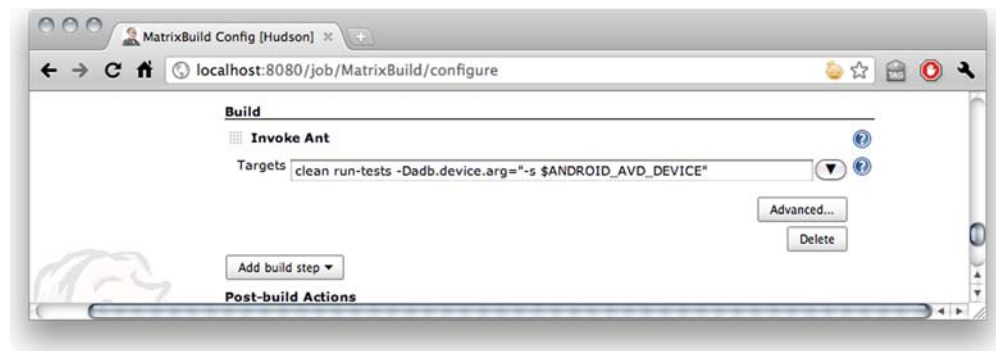 MatrixBuild Config [Hudson]
localhost:8080/job/MatrixBuild/configure
Build
Invoke Ant
Targets clean run-tests -Dadb.device.arg="-s $ANDROID_AVD_DEVICE"
Advanced...
Delete
Add build step
Post-build Actions